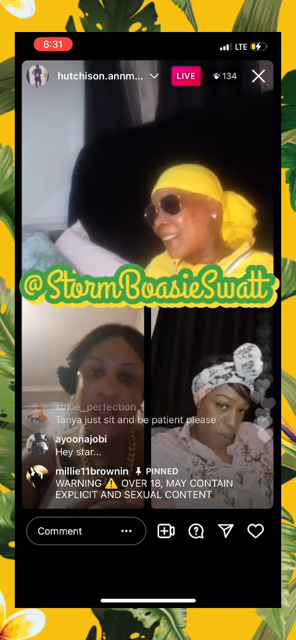 6:31
LTE
hutchison.annm...
LIVE
134
@StormBoasieSwatt
sukie_perfection
Tanya just sit and be patient please
ayoonajobi
Hey star...
millie11brownin PINNED
WARNING ⚠️ OVER 18, MAY CONTAIN
EXPLICIT AND SEXUAL CONTENT
Comment